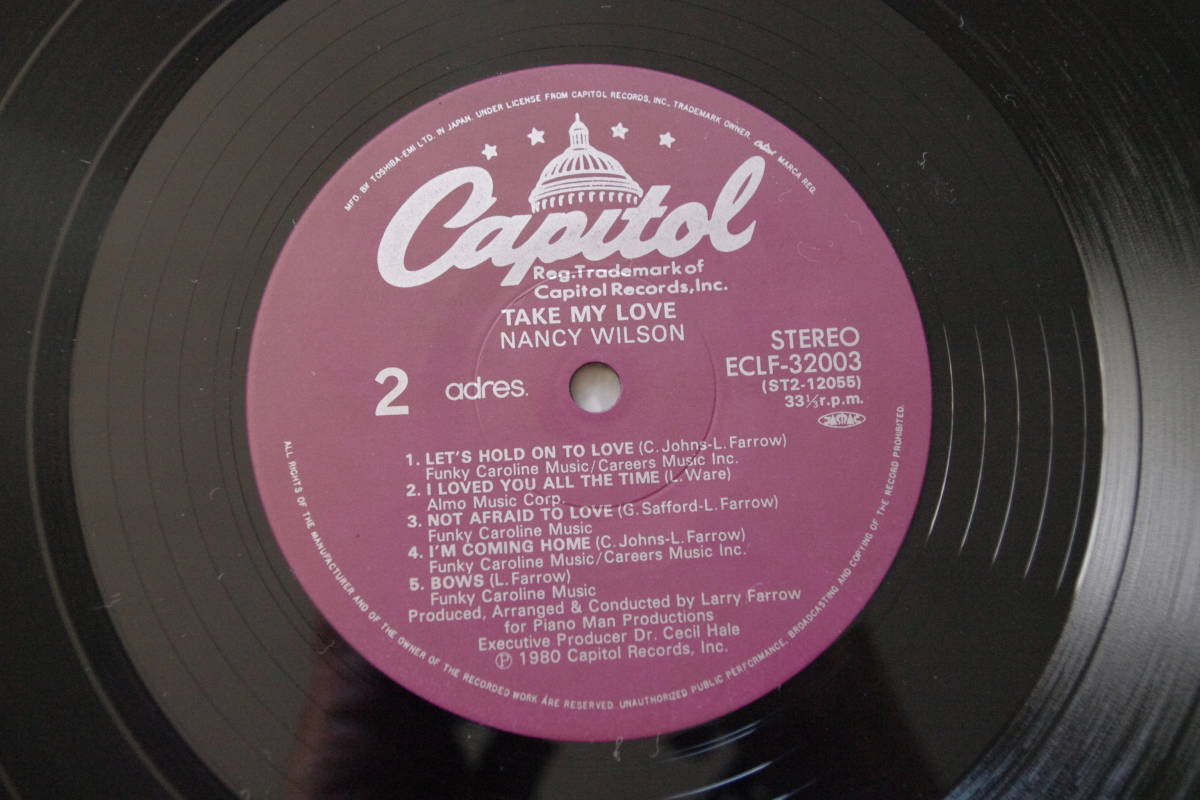 MFD. BY TOSHIBA-EMI LTD. IN JAPAN. UNDER LICENSE FROM CAPITOL RECORDS, INC., TRADEMARK OWNER. Capitol MARCA REG.
Capitol
Reg. Trademark of
Capitol Records, Inc.
TAKE MY LOVE
NANCY WILSON
STEREO
ECLF-32003
(ST2-12055)
33⅓ r.p.m.
JASRAC
2
adres.
1. LET'S HOLD ON TO LOVE (C. Johns-L. Farrow)
Funky Caroline Music/Careers Music Inc.
2. I LOVED YOU ALL THE TIME (L. Ware)
Almo Music Corp.
3. NOT AFRAID TO LOVE (G. Safford-L. Farrow)
Funky Caroline Music
4. I'M COMING HOME (C. Johns-L. Farrow)
Funky Caroline Music/Careers Music Inc.
5. BOWS (L. Farrow)
Funky Caroline Music
Produced, Arranged & Conducted by Larry Farrow
for Piano Man Productions
Executive Producer Dr. Cecil Hale
℗ 1980 Capitol Records, Inc.
ALL RIGHTS OF THE MANUFACTURER AND OF THE OWNER OF THE RECORDED WORK ARE RESERVED. UNAUTHORIZED PUBLIC PERFORMANCE, BROADCASTING AND COPYING OF THE RECORD PROHIBITED.